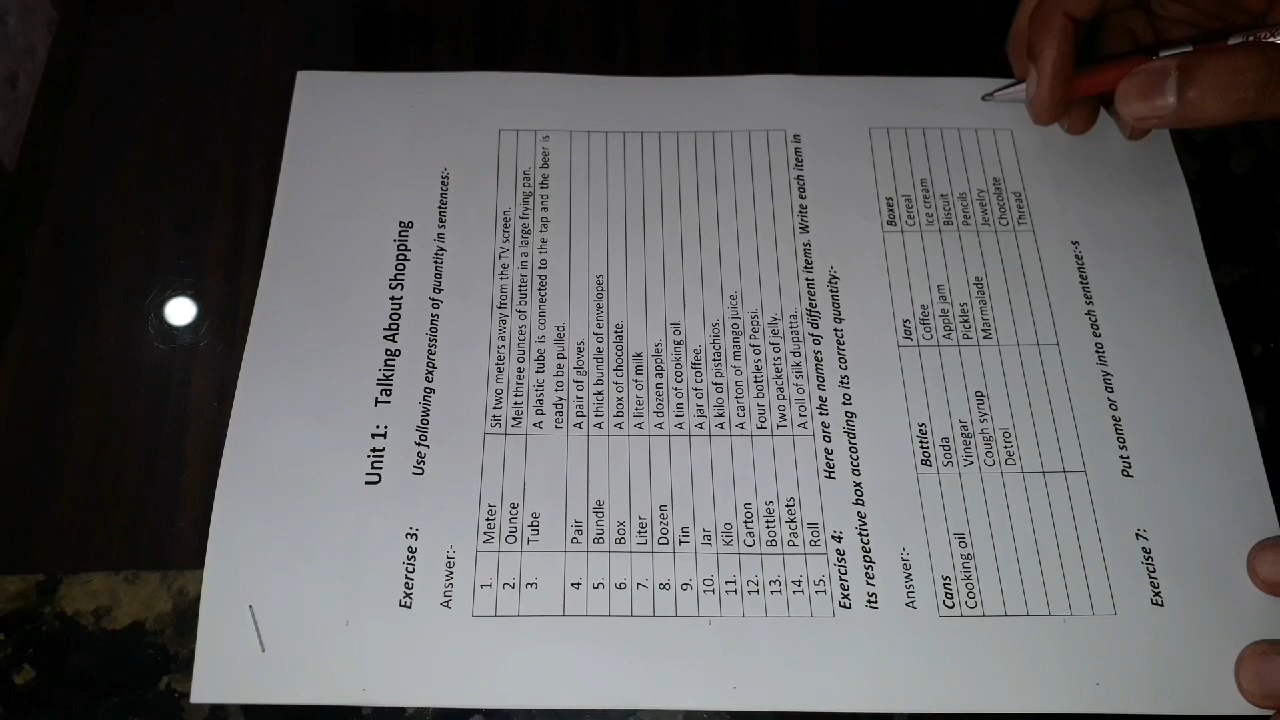 Unit 1: Talking About Shopping
Exercise 3: Use following expressions of quantity in sentences:-
Answer:-
1. Meter Sit two meters away from the TV screen.
2. Ounce Melt three ounces of butter in a large frying pan.
3. Tube A plastic tube is connected to the tap and the beer is
ready to be pulled.
4. Pair A pair of gloves.
5. Bundle A thick bundle of envelopes
6. Box A box of chocolate.
7. Liter A liter of milk
8. Dozen A dozen apples.
9. Tin A tin of cooking oil.
10. Jar A jar of coffee.
11. Kilo A kilo of pistachios.
12. Carton A carton of mango juice.
13. Bottles Four bottles of Pepsi.
14. Packets Two packets of jelly.
15. Roll A roll of silk dupatta.
Exercise 4: Here are the names of different items. Write each item in
its respective box according to its correct quantity:-
Answer:-
Cans Bottles Jars Boxes
Cooking oil Soda Coffee Cereal
Vinegar Apple jam Ice cream
Cough syrup Pickles Biscuit
Detrol Marmalade Pencils
Jewelry
Chocolate
Thread
Exercise 7: Put some or any into each sentence:-s